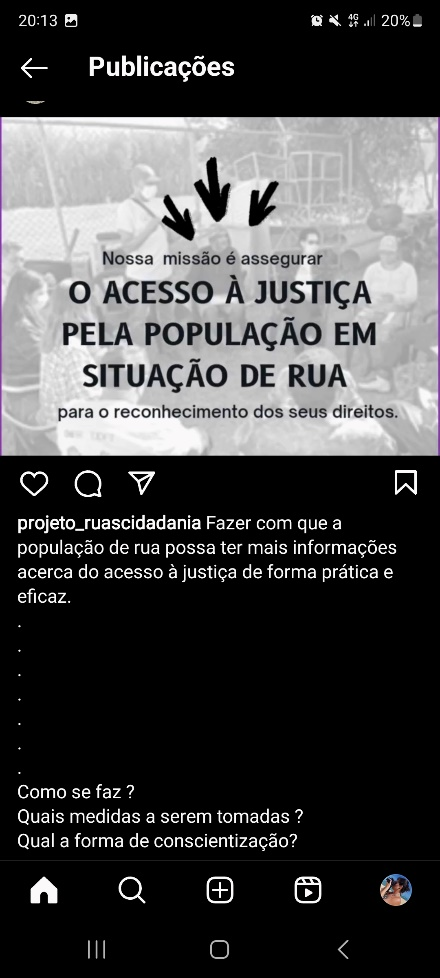 20:13
4G
20%
Publicações
Nossa missão é assegurar
O ACESSO À JUSTIÇA
PELA POPULAÇÃO EM
SITUAÇÃO DE RUA
para o reconhecimento dos seus direitos.
projeto_ruascidadania Fazer com que a
população de rua possa ter mais informações
acerca do acesso à justiça de forma prática e
eficaz.
.
.
.
.
.
.
.
Como se faz ?
Quais medidas a serem tomadas ?
Qual a forma de conscientização?